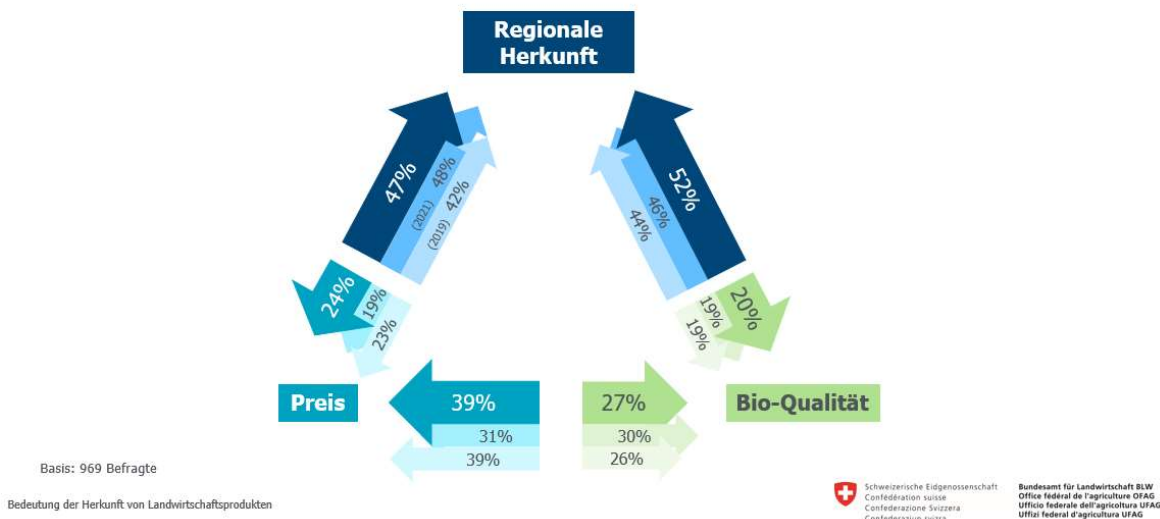 Regionale
Herkunft
47%
48%
(2021)
42%
(2019)
52%
46%
44%
24%
19%
23%
20%
19%
19%
Preis
39%
31%
39%
27%
30%
26%
Bio-Qualität
Basis: 969 Befragte
Bedeutung der Herkunft von Landwirtschaftsprodukten
Schweizerische Eidgenossenschaft
Confédération suisse
Confederazione Svizzera
Confederaziun svizra
Bundesamt für Landwirtschaft BLW
Office fédéral de l'agriculture OFAG
Ufficio federale dell'agricoltura UFAG
Uffizi federal d'agricultura UFAG